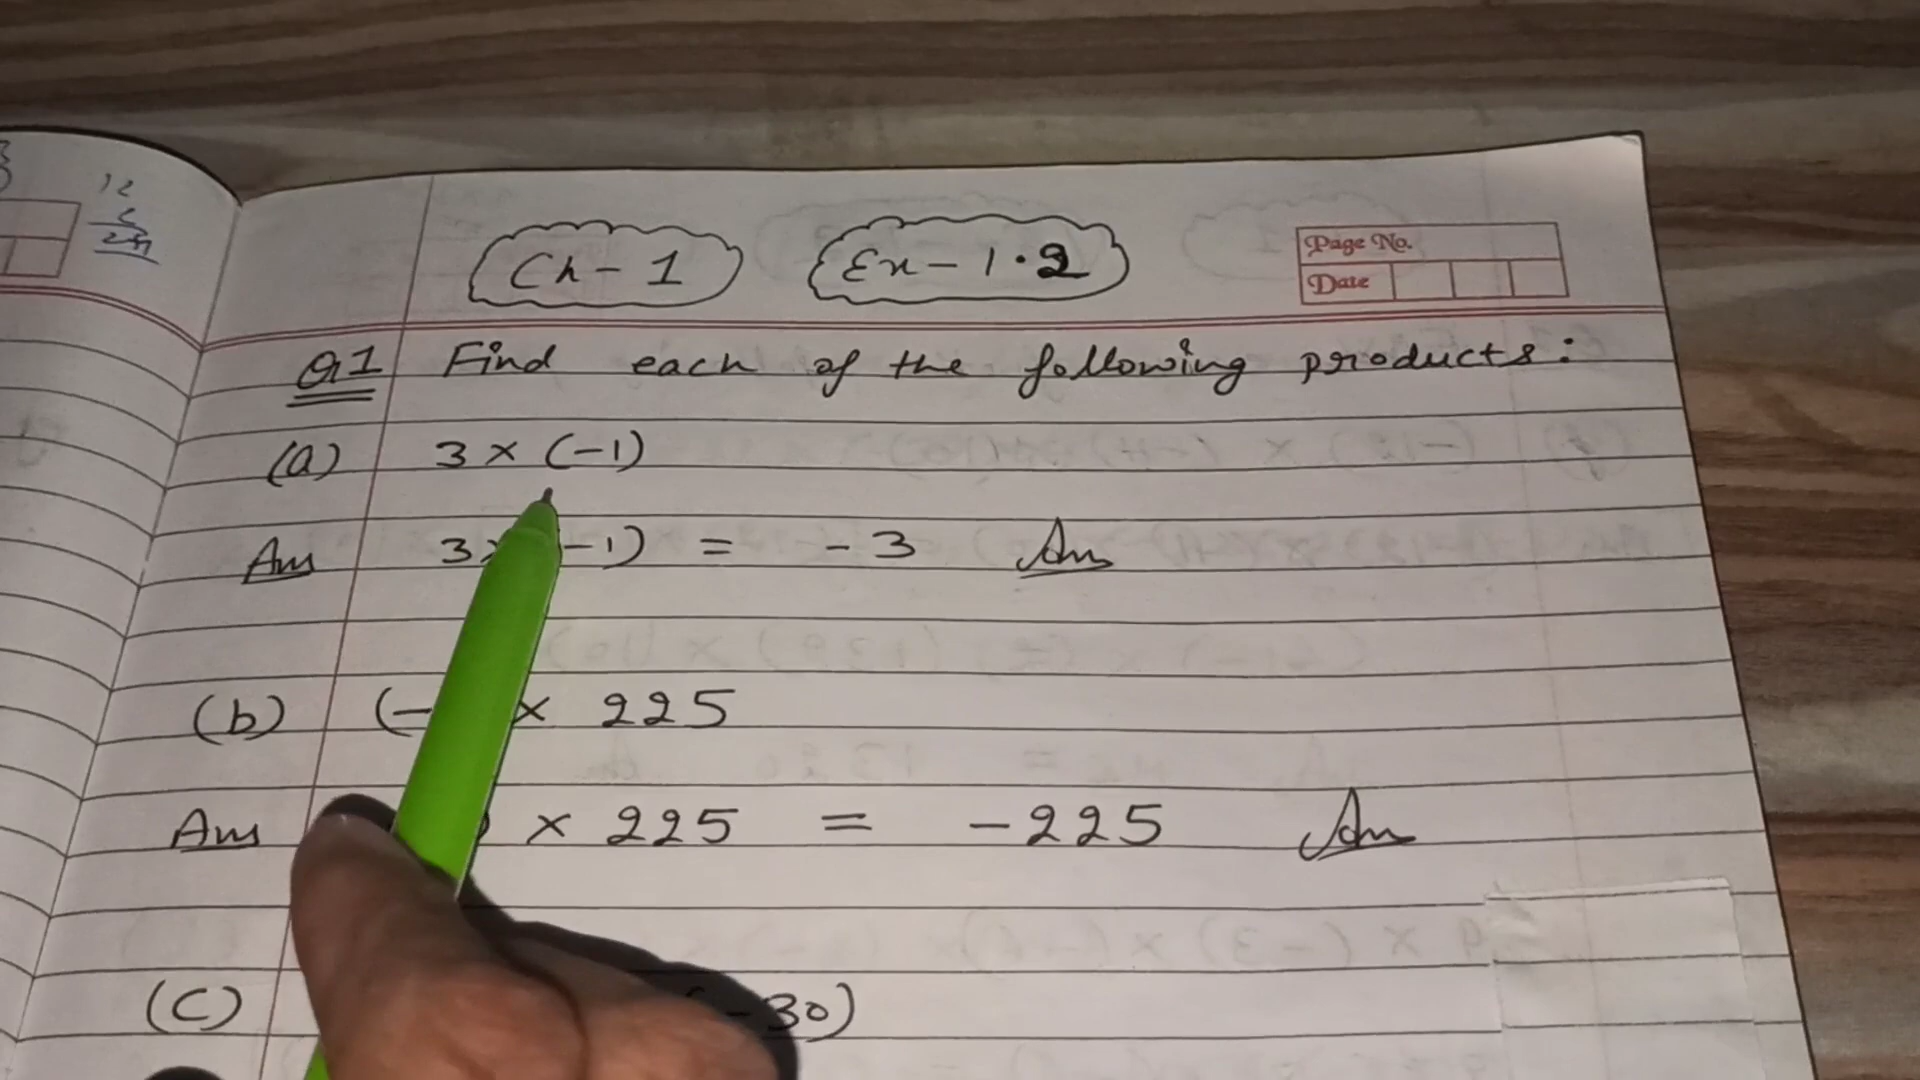 12
Ch - 1 Ex - 1.2
Page No.
Date
Q1 Find each of the following products:
(a) 3 × (-1)
Ans 3 × (-1) = -3 Ans
(b) (- × 225
Ans ) × 225 = -225 Ans
(C) (-30)